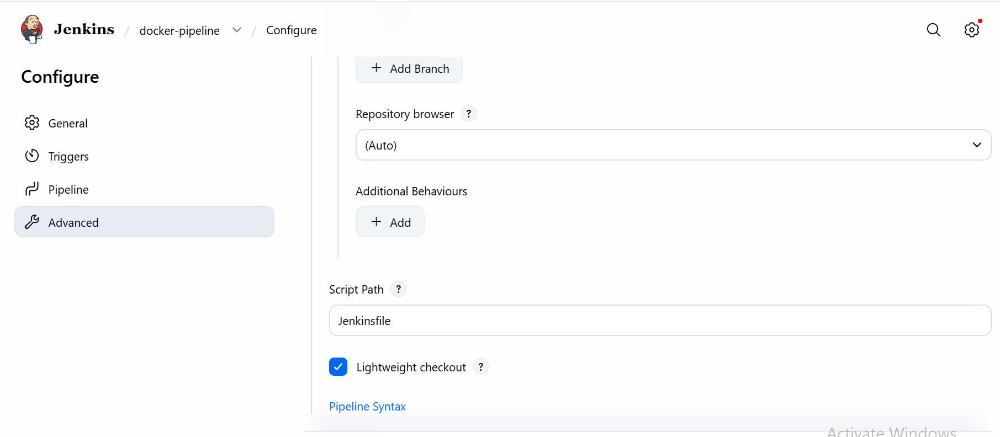 Jenkins / docker-pipeline / Configure
Configure
General
Triggers
Pipeline
Advanced
+ Add Branch
Repository browser ?
(Auto)
Additional Behaviours
+ Add
Script Path ?
Jenkinsfile
Lightweight checkout ?
Pipeline Syntax
Activate Windows